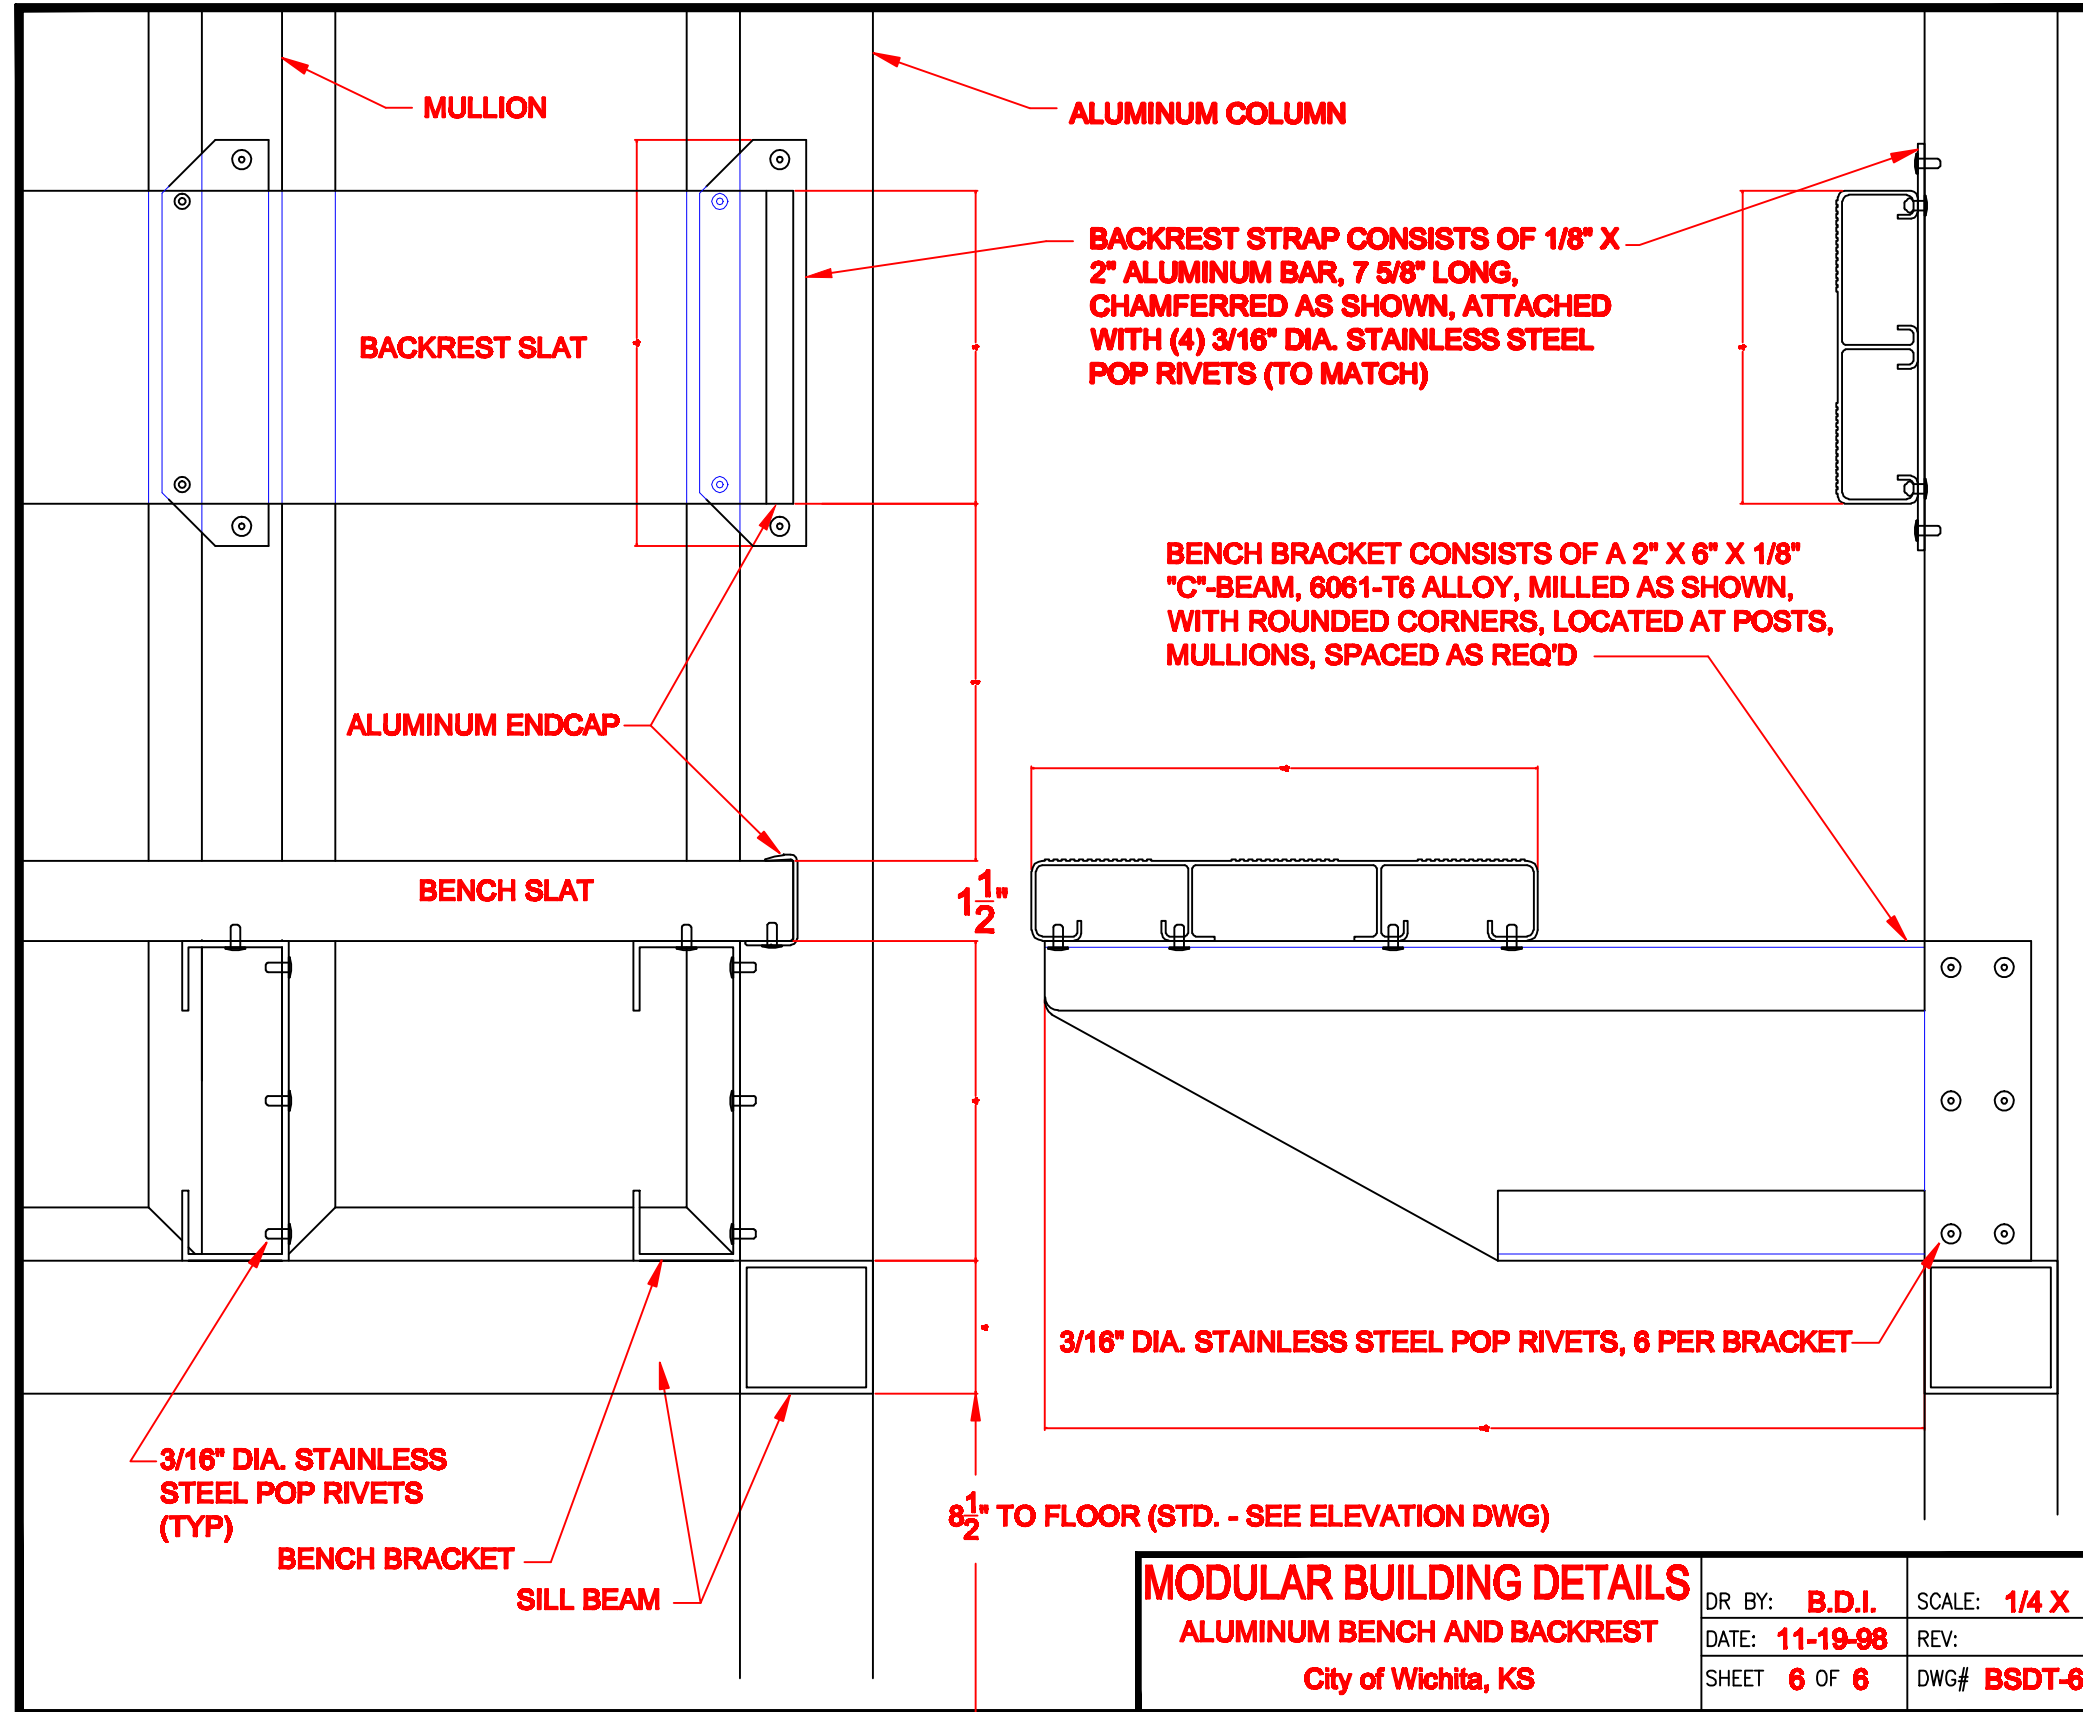 MULLION
ALUMINUM COLUMN
BACKREST STRAP CONSISTS OF 1/8" X
2" ALUMINUM BAR, 7 5/8" LONG,
CHAMFERRED AS SHOWN, ATTACHED
WITH (4) 3/16" DIA. STAINLESS STEEL
POP RIVETS (TO MATCH)
BACKREST SLAT
BENCH BRACKET CONSISTS OF A 2" X 6" X 1/8"
"C"-BEAM, 6061-T6 ALLOY, MILLED AS SHOWN,
WITH ROUNDED CORNERS, LOCATED AT POSTS,
MULLIONS, SPACED AS REQ'D
ALUMINUM ENDCAP
BENCH SLAT
1 1/2"
3/16" DIA. STAINLESS STEEL POP RIVETS, 6 PER BRACKET
3/16" DIA. STAINLESS
STEEL POP RIVETS
(TYP)
8 1/2" TO FLOOR (STD. - SEE ELEVATION DWG)
BENCH BRACKET
SILL BEAM
MODULAR BUILDING DETAILS
ALUMINUM BENCH AND BACKREST
City of Wichita, KS
DR BY: B.D.I.
SCALE: 1/4 X
DATE: 11-19-98
REV:
SHEET 6 OF 6
DWG# BSDT-6